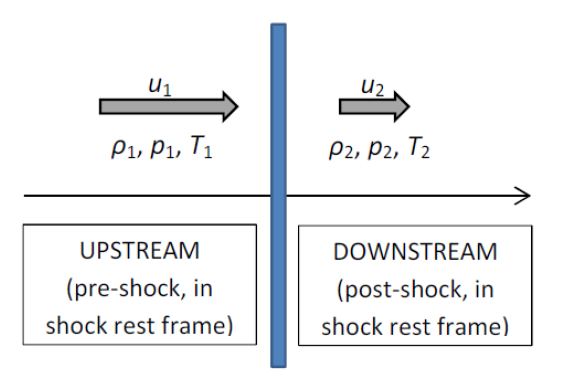 u₁
u₂
ρ₁, p₁, T₁
ρ₂, p₂, T₂
UPSTREAM
(pre-shock, in
shock rest frame)
DOWNSTREAM
(post-shock, in
shock rest frame)